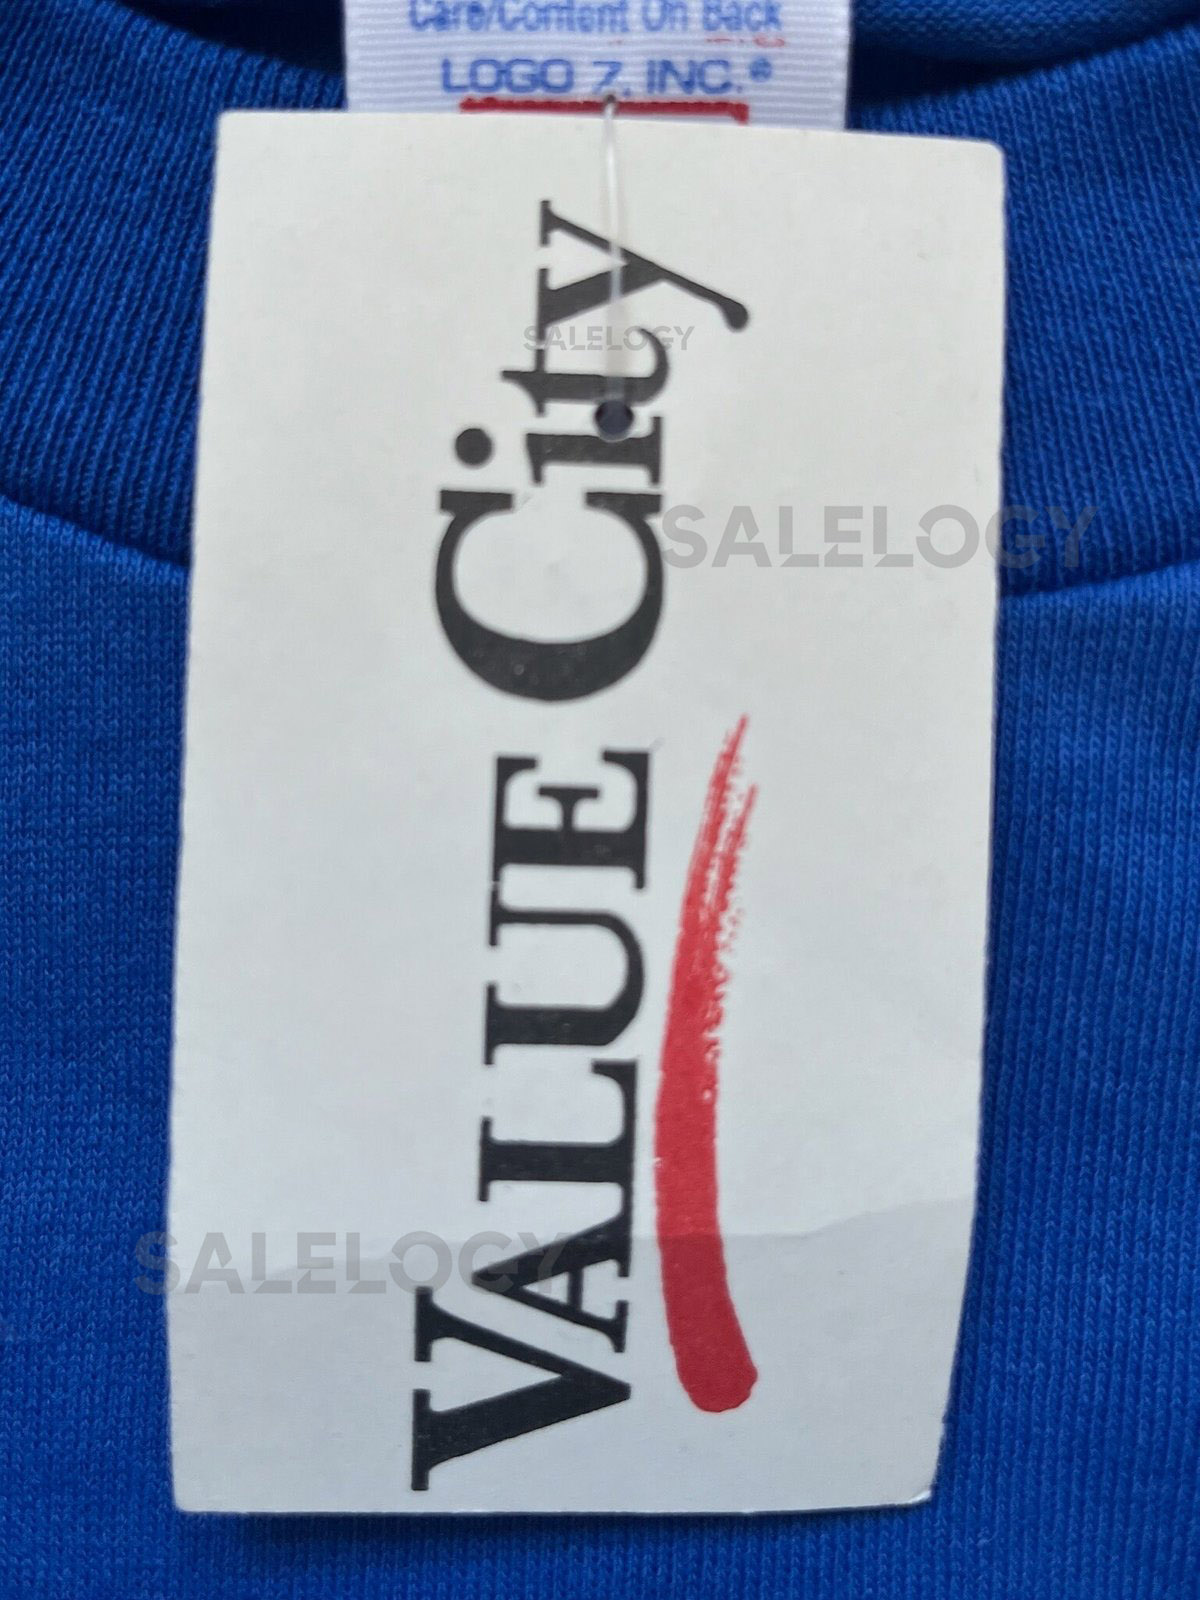 Care/Content On Back
LOGO 7, INC.®
VALUE City
SALELOGY
SALELOGY
SALELOGY